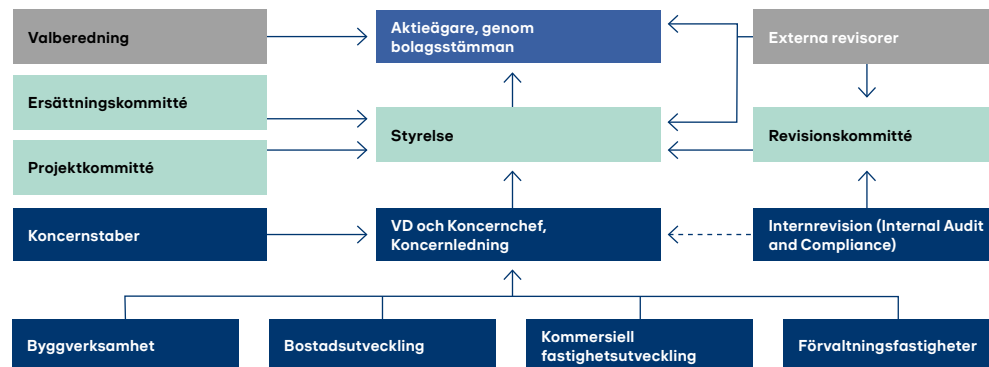 Valberedning
Aktieägare, genom
bolagsstämman
Externa revisorer
Ersättningskommitté
Styrelse
Revisionskommitté
Projektkommitté
Koncernstaber
VD och Koncernchef,
Koncernledning
Internrevision (Internal Audit
and Compliance)
Byggverksamhet
Bostadsutveckling
Kommersiell
fastighetsutveckling
Förvaltningsfastigheter